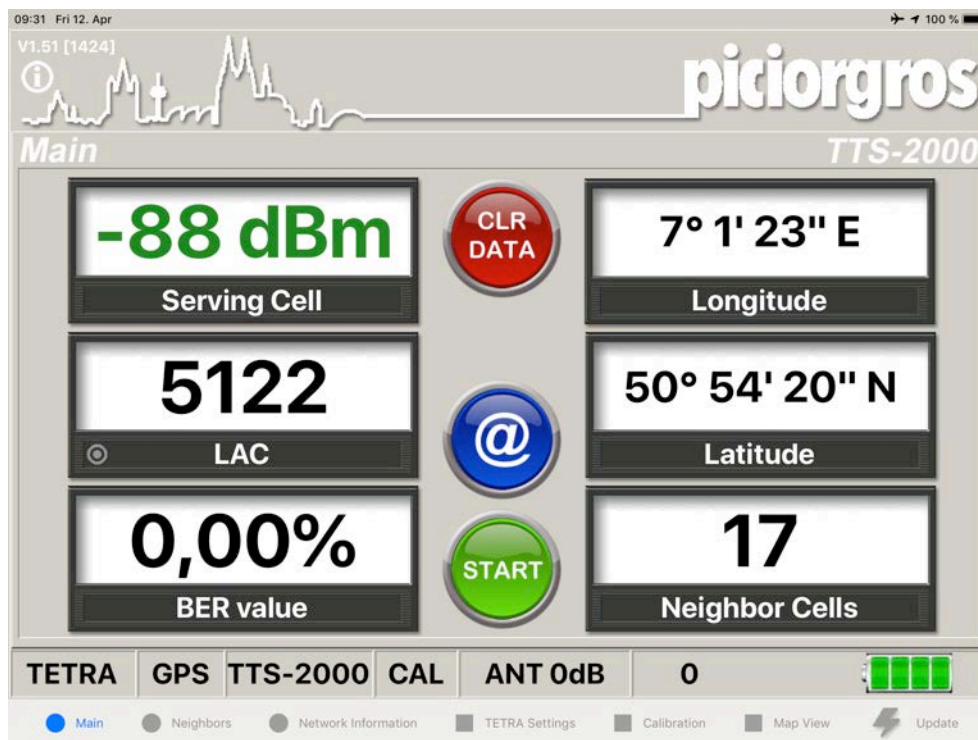 09:31 Fri 12. Apr
100 %
V1.51 [1424]
piciorgros
Main
TTS-2000
-88 dBm
Serving Cell
CLR
DATA
7° 1' 23" E
Longitude
5122
LAC
@
50° 54' 20" N
Latitude
0,00%
BER value
START
17
Neighbor Cells
TETRA GPS TTS-2000 CAL ANT 0dB 0
Main Neighbors Network Information TETRA Settings Calibration Map View Update